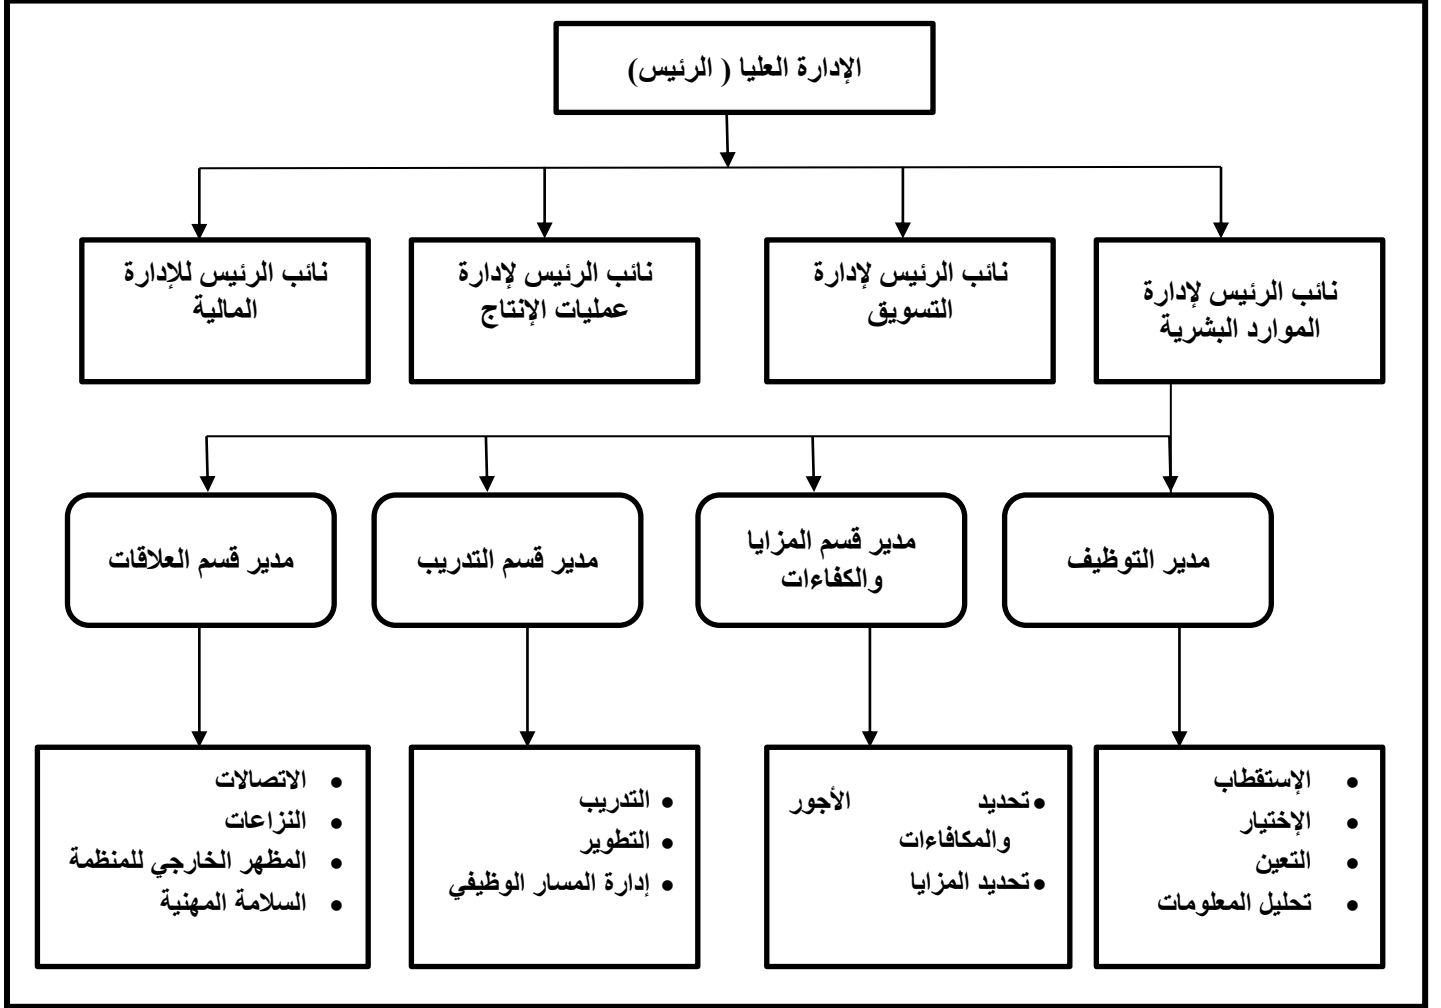 الإدارة العليا ( الرئيس)
نائب الرئيس لإدارة
الموارد البشرية
نائب الرئيس لإدارة
التسويق
نائب الرئيس لإدارة
عمليات الإنتاج
نائب الرئيس للإدارة
المالية
مدير التوظيف
مدير قسم المزايا
والكفاءات
مدير قسم التدريب
مدير قسم العلاقات
• الإستقطاب
• الإختيار
• التعين
• تحليل المعلومات
• تحديد الأجور
والمكافاءات
• تحديد المزايا
• التدريب
• التطوير
• إدارة المسار الوظيفي
• الاتصالات
• النزاعات
• المظهر الخارجي للمنظمة
• السلامة المهنية